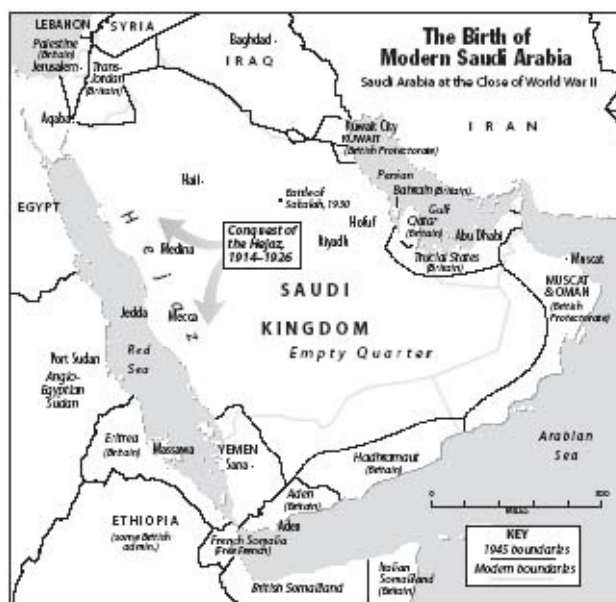 The Birth of
Modern Saudi Arabia
Saudi Arabia at the Close of World War II
LEBANON
SYRIA
Palestine
(Britain)
Jerusalem
Trans-
Jordan
(Britain)
Baghdad
IRAQ
IRAN
Aqaba
Kuwait City
KUWAIT
(British Protectorate)
EGYPT
Hail
Battle of
Sabalah, 1930
Persian
Gulf
Bahrain (Britain)
Hofuf
Qatar
(Britain)
Abu Dhabi
Hejaz
Medina
Conquest of
the Hejaz,
1914–1926
Riyadh
Trucial States
(Britain)
Muscat
MUSCAT
& OMAN
(British
Protectorate)
SAUDI
KINGDOM
Empty Quarter
Jedda
Mecca
Red
Sea
Port Sudan
Anglo-
Egyptian
Sudan
Eritrea
(Britain)
Massawa
YEMEN
Sana
Hadhramaut
(Britain)
Arabian
Sea
Aden
(Britain)
Aden
ETHIOPIA
(some British
admin.)
French Somalia
(Free French)
British Somaliland
Italian
Somaliland
(Britain)
0
MILES
KEY
1945 boundaries
Modern boundaries